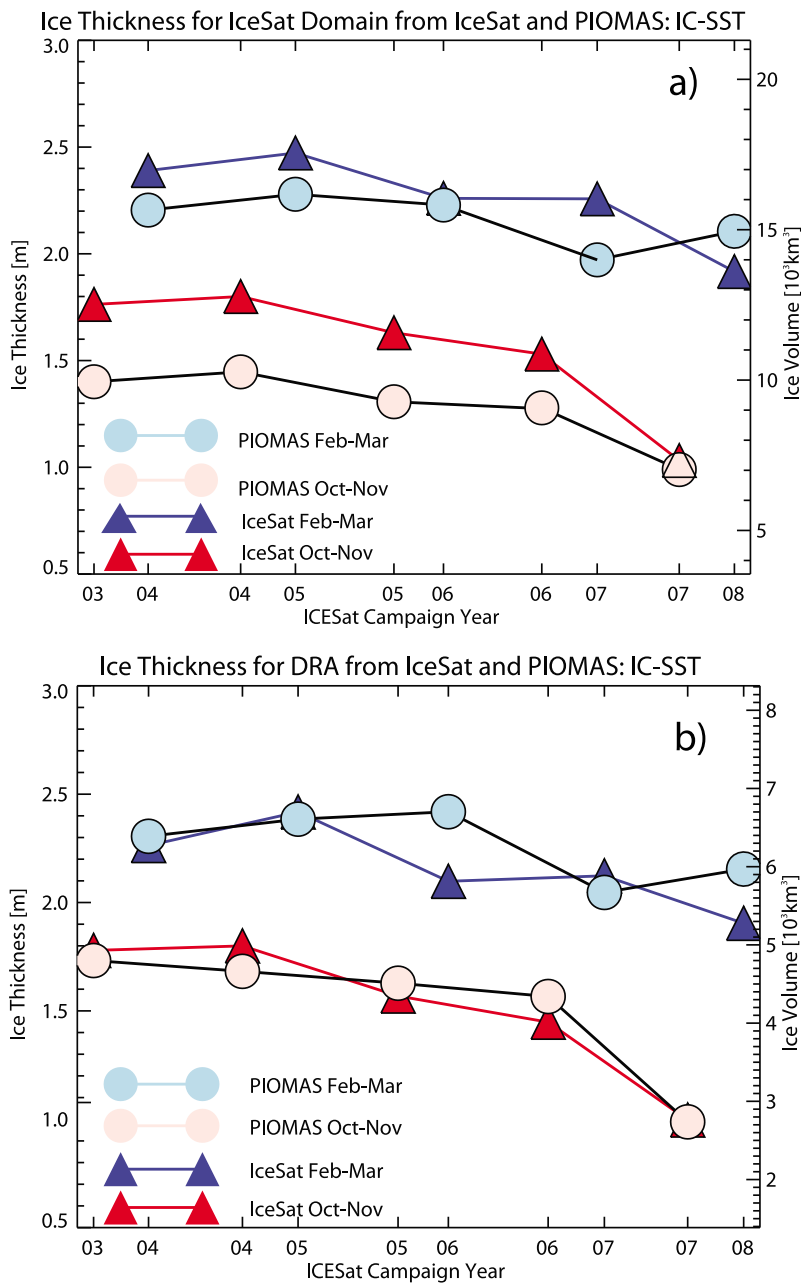 Ice Thickness for IceSat Domain from IceSat and PIOMAS: IC-SST
a)
3.0
2.5
2.0
1.5
1.0
0.5
Ice Thickness [m]
20
15
10
5
Ice Volume [10³km³]
PIOMAS Feb-Mar
PIOMAS Oct-Nov
IceSat Feb-Mar
IceSat Oct-Nov
03 04 04 05 05 06 06 07 07 08
ICESat Campaign Year
Ice Thickness for DRA from IceSat and PIOMAS: IC-SST
b)
3.0
2.5
2.0
1.5
1.0
0.5
Ice Thickness [m]
8
7
6
5
4
3
2
Ice Volume [10³km³]
PIOMAS Feb-Mar
PIOMAS Oct-Nov
IceSat Feb-Mar
IceSat Oct-Nov
03 04 04 05 05 06 06 07 07 08
ICESat Campaign Year